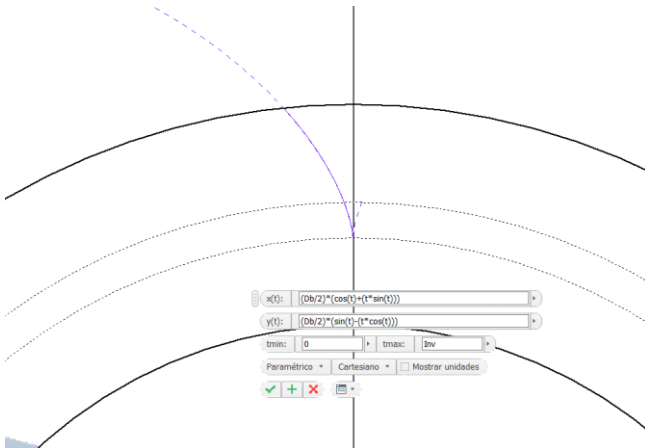 x(t): (Db/2)*(cos(t)+(t*sin(t)))
y(t): (Db/2)*(sin(t)-(t*cos(t)))
tmin: 0 tmax: Inv
Paramétrico Cartesiano Mostrar unidades